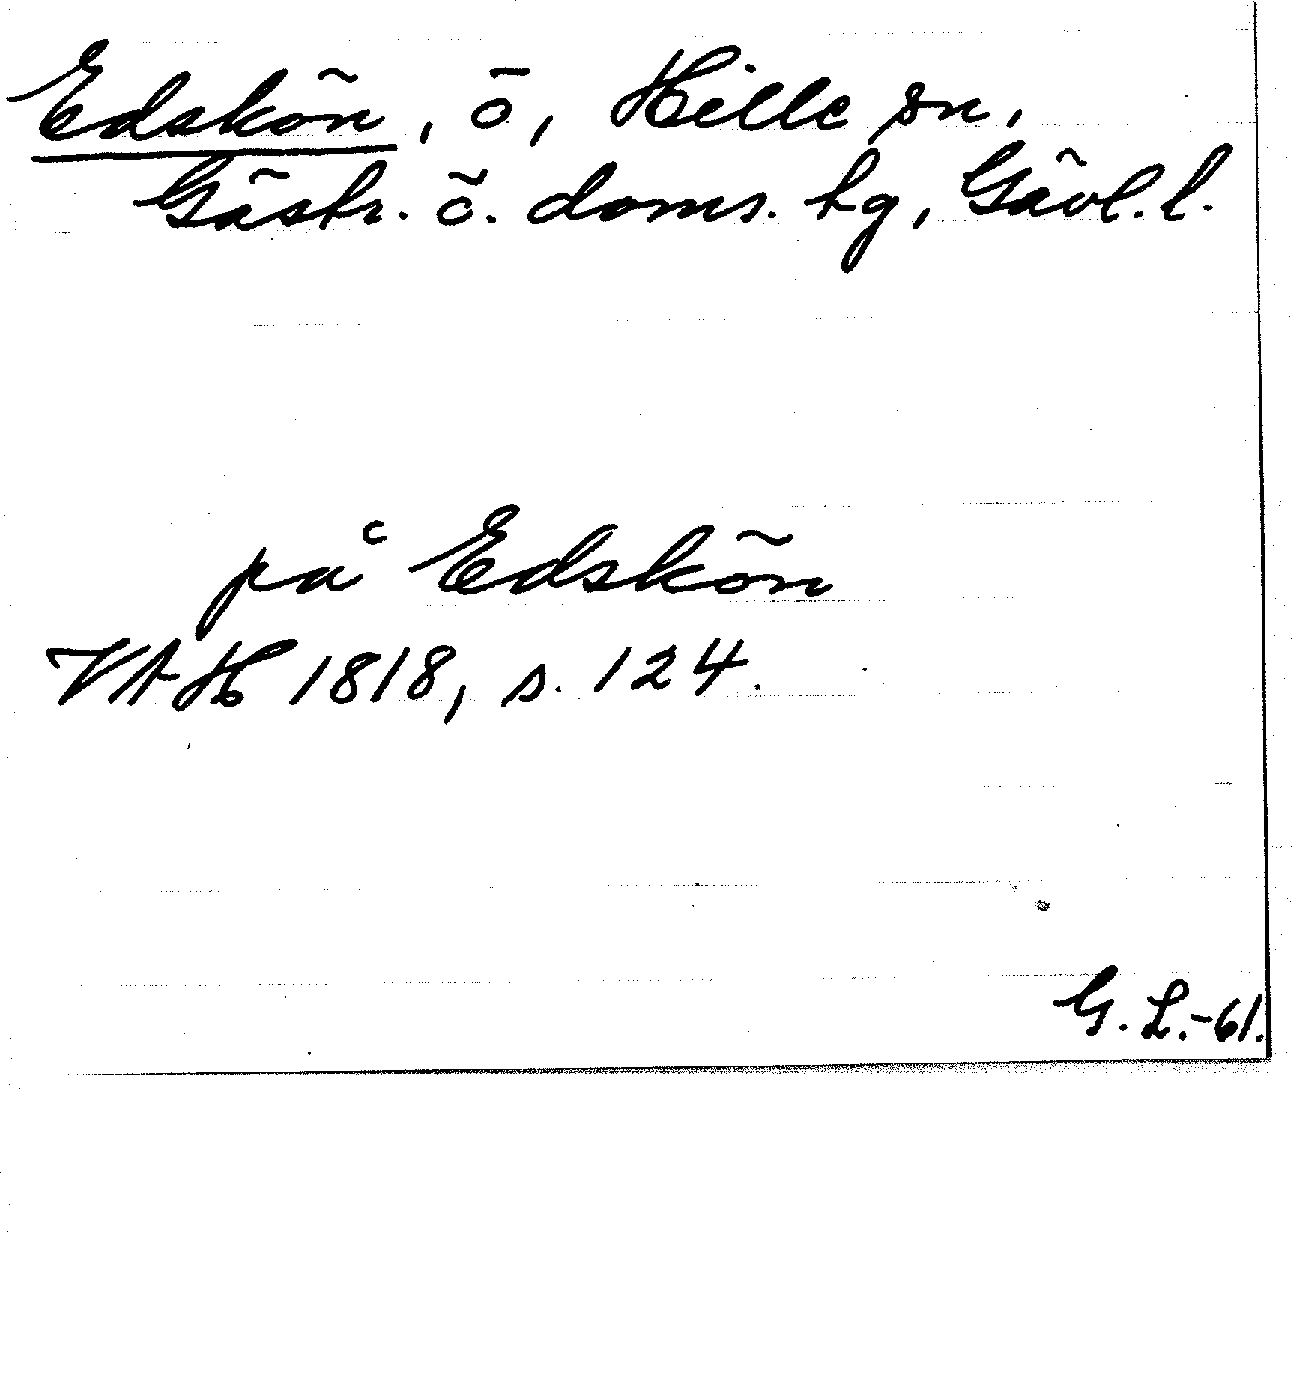 Edskön, ö, Hille sn,
Gästr. ö. doms. hg, Gävl. l.
på Edskön
VAH 1818, s. 124.
G. L.-61.